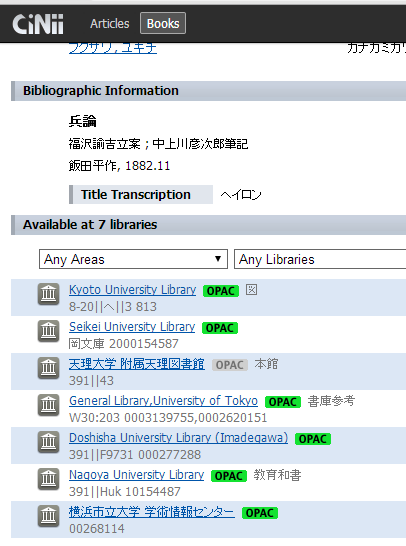 CiNii Articles Books
フクザワ, ユキチ カナカミカワ
Bibliographic Information
兵論
福沢諭吉立案 ; 中上川彦次郎筆記
飯田平作, 1882.11
Title Transcription ヘイロン
Available at 7 libraries
Any Areas Any Libraries
Kyoto University Library OPAC 図
8-20||ヘ||3 813
Seikei University Library OPAC
岡文庫 2000154587
天理大学 附属天理図書館 OPAC 本館
391||43
General Library,University of Tokyo OPAC 書庫参考
W30:203 0003139755,0002620151
Doshisha University Library (Imadegawa) OPAC
391||F9731 000277288
Nagoya University Library OPAC 教育和書
391||Huk 10154487
横浜市立大学 学術情報センター OPAC
00268114